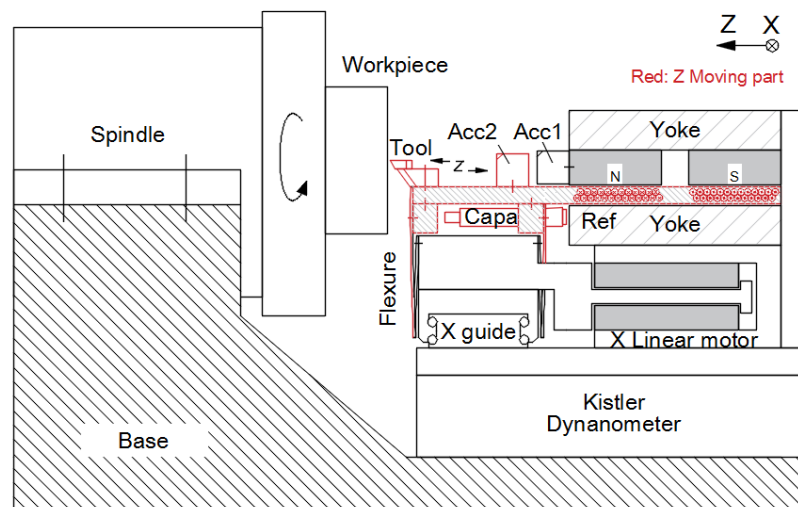 Z X
Red: Z Moving part
Workpiece
Spindle
Acc2 Acc1 Yoke
Tool
z
N S
Capa Ref Yoke
Flexure
X guide
X Linear motor
Kistler
Dynanometer
Base